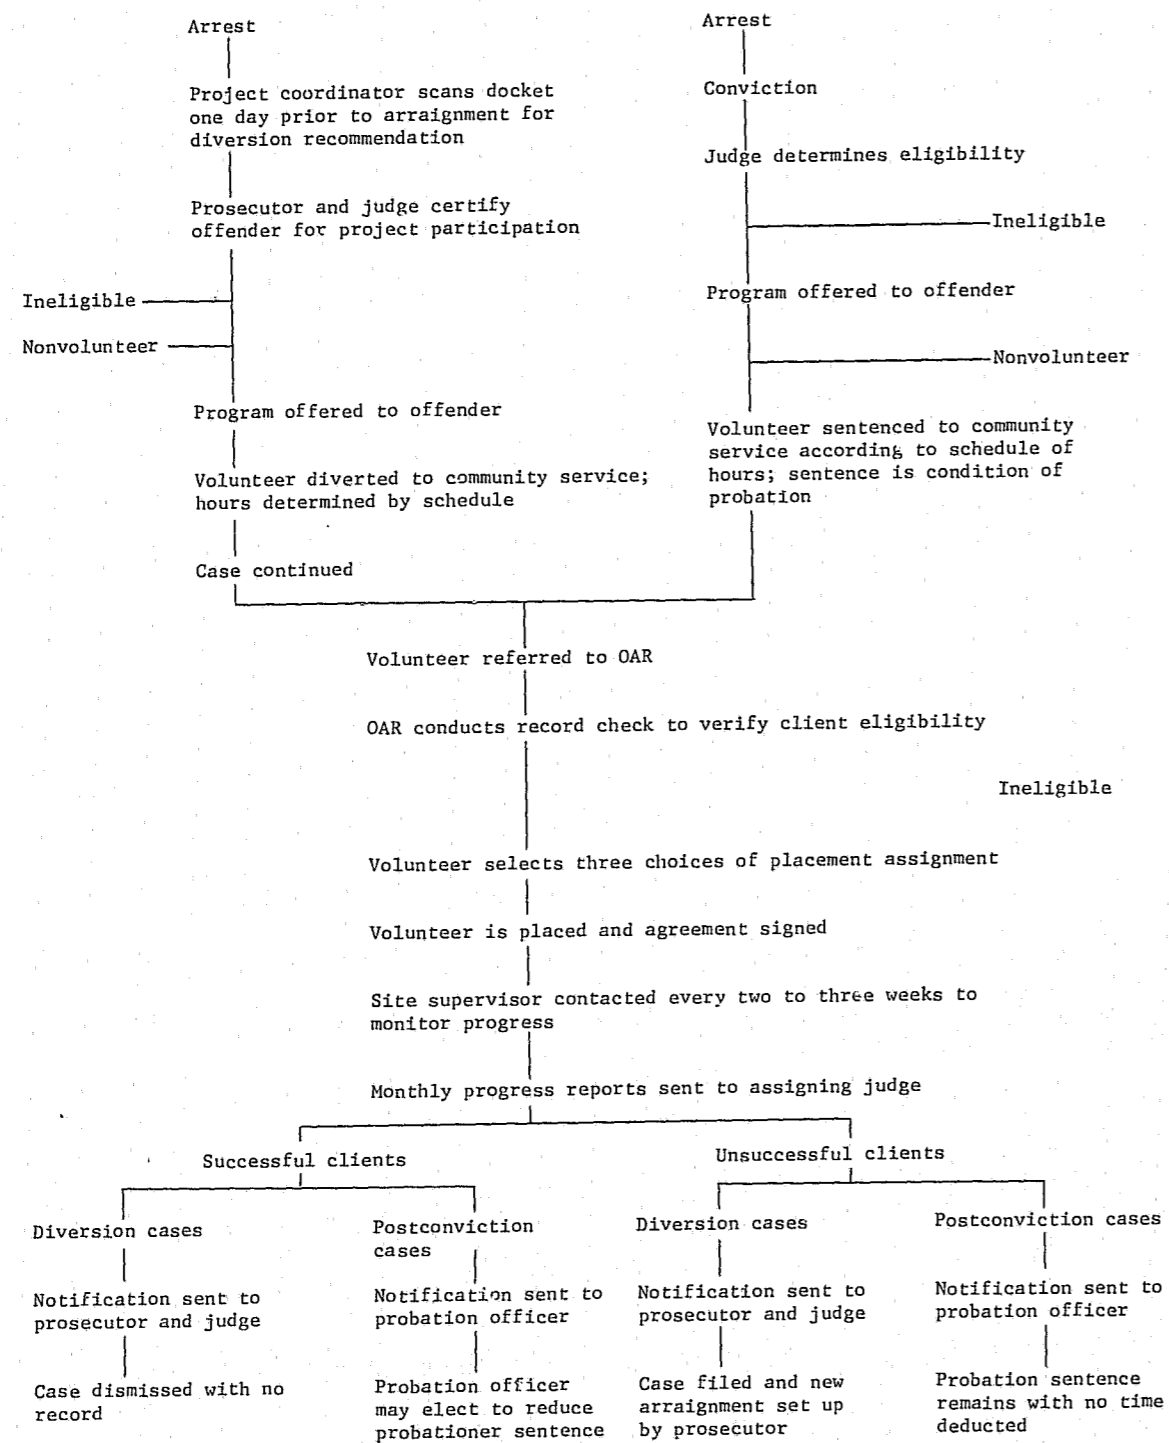 Arrest
Project coordinator scans docket
one day prior to arraignment for
diversion recommendation
Prosecutor and judge certify
offender for project participation
Ineligible
Nonvolunteer
Program offered to offender
Volunteer diverted to community service;
hours determined by schedule
Case continued
Arrest
Conviction
Judge determines eligibility
Ineligible
Program offered to offender
Nonvolunteer
Volunteer sentenced to community
service according to schedule of
hours; sentence is condition of
probation
Volunteer referred to OAR
OAR conducts record check to verify client eligibility
Ineligible
Volunteer selects three choices of placement assignment
Volunteer is placed and agreement signed
Site supervisor contacted every two to three weeks to
monitor progress
Monthly progress reports sent to assigning judge
Successful clients
Diversion cases
Notification sent to
prosecutor and judge
Case dismissed with no
record
Postconviction
cases
Notification sent to
probation officer
Probation officer
may elect to reduce
probationer sentence
Unsuccessful clients
Diversion cases
Notification sent to
prosecutor and judge
Case filed and new
arraignment set up
by prosecutor
Postconviction cases
Notification sent to
probation officer
Probation sentence
remains with no time
deducted